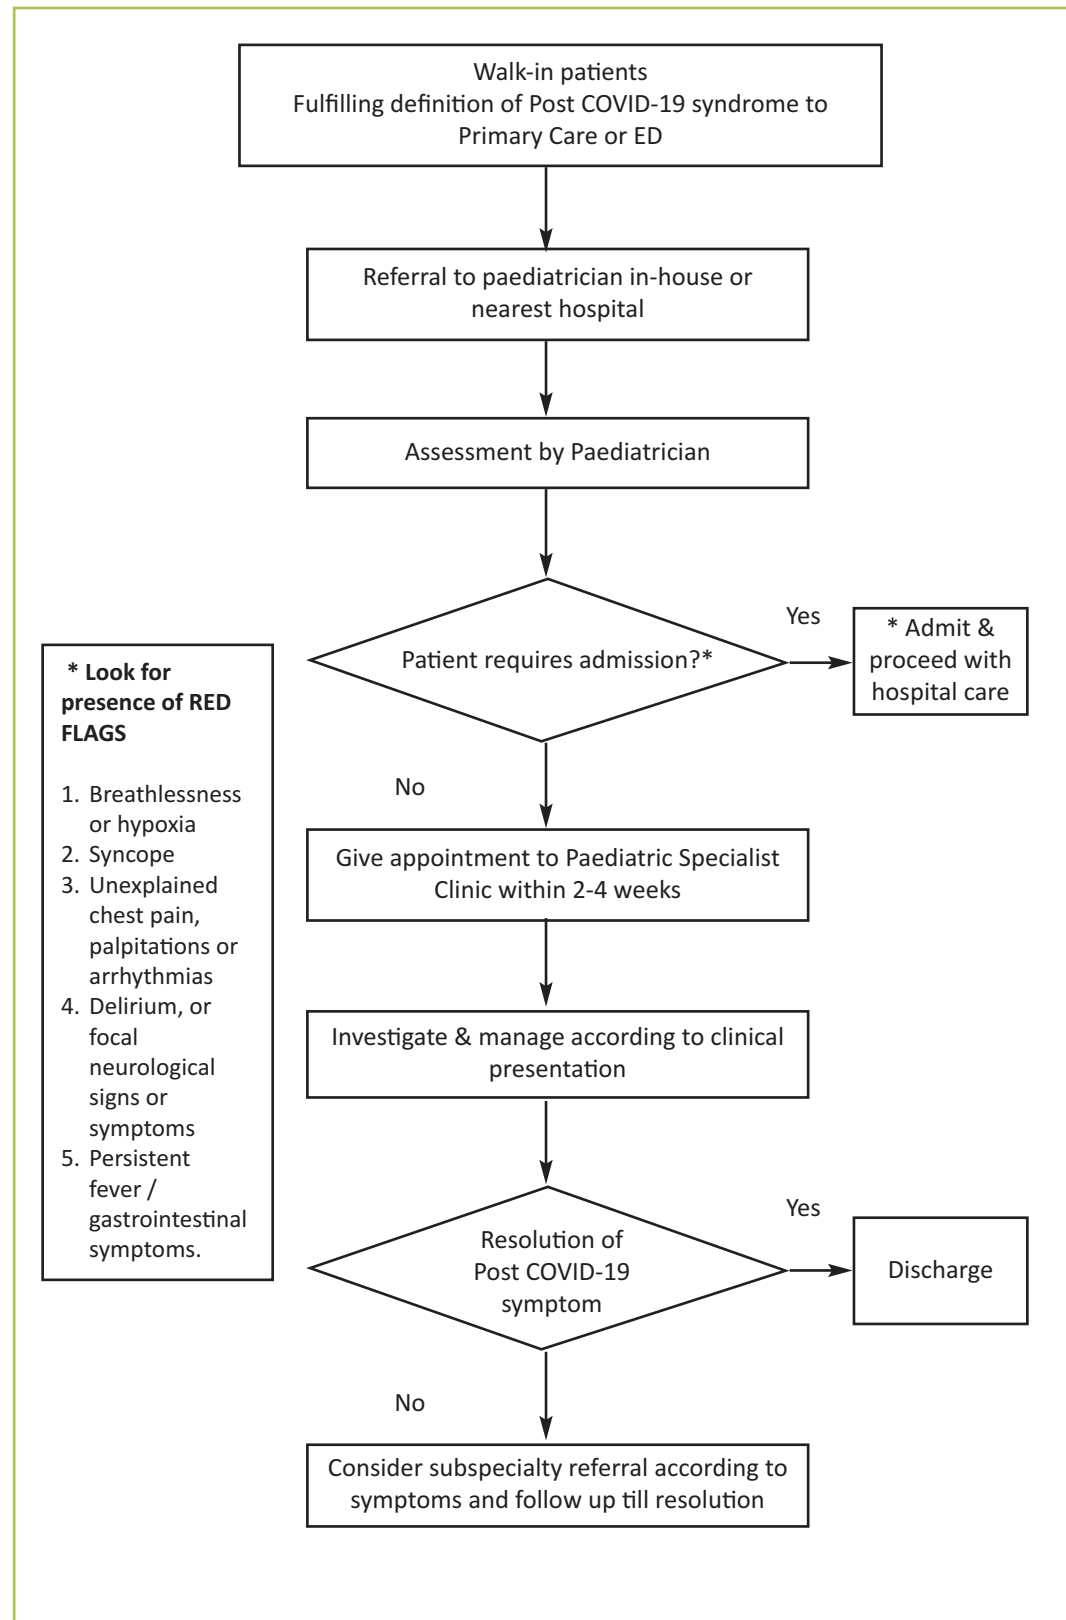 Walk-in patients
Fulfilling definition of Post COVID-19 syndrome to
Primary Care or ED
Referral to paediatrician in-house or
nearest hospital
Assessment by Paediatrician
Patient requires admission?*
Yes
* Admit &
proceed with
hospital care
* Look for
presence of RED
FLAGS
1. Breathlessness
or hypoxia
2. Syncope
3. Unexplained
chest pain,
palpitations or
arrhythmias
4. Delirium, or
focal
neurological
signs or
symptoms
5. Persistent
fever /
gastrointestinal
symptoms.
No
Give appointment to Paediatric Specialist
Clinic within 2-4 weeks
Investigate & manage according to clinical
presentation
Resolution of
Post COVID-19
symptom
Yes
Discharge
No
Consider subspecialty referral according to
symptoms and follow up till resolution